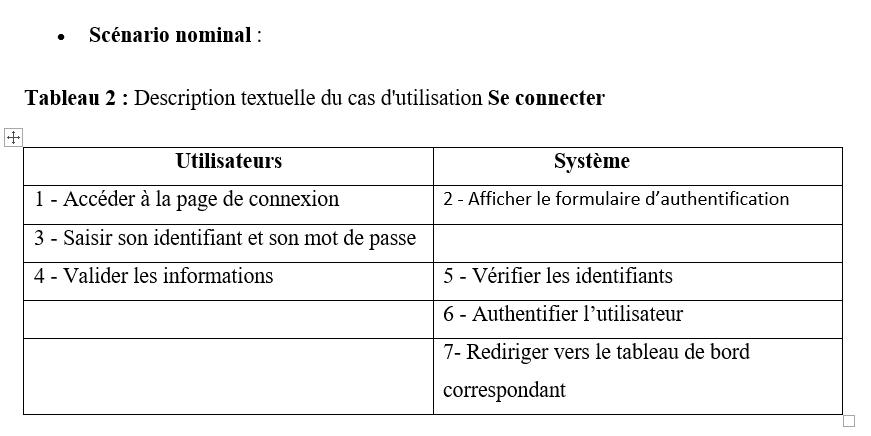 • Scénario nominal :
Tableau 2 : Description textuelle du cas d'utilisation Se connecter
Utilisateurs Système
1 - Accéder à la page de connexion 2 - Afficher le formulaire d’authentification
3 - Saisir son identifiant et son mot de passe
4 - Valider les informations 5 - Vérifier les identifiants
6 - Authentifier l’utilisateur
7- Rediriger vers le tableau de bord
correspondant